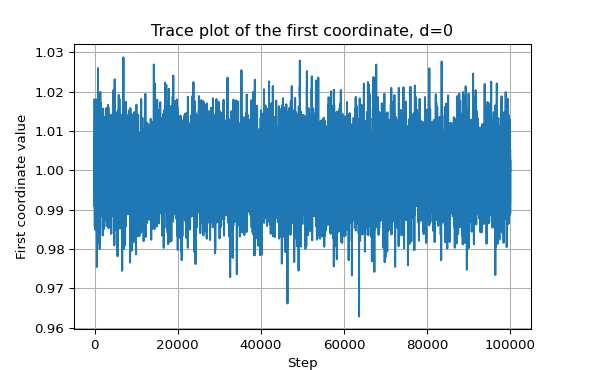 Trace plot of the first coordinate, d=0
1.03
1.02
1.01
1.00
0.99
0.98
0.97
0.96
First coordinate value
0 20000 40000 60000 80000 100000
Step